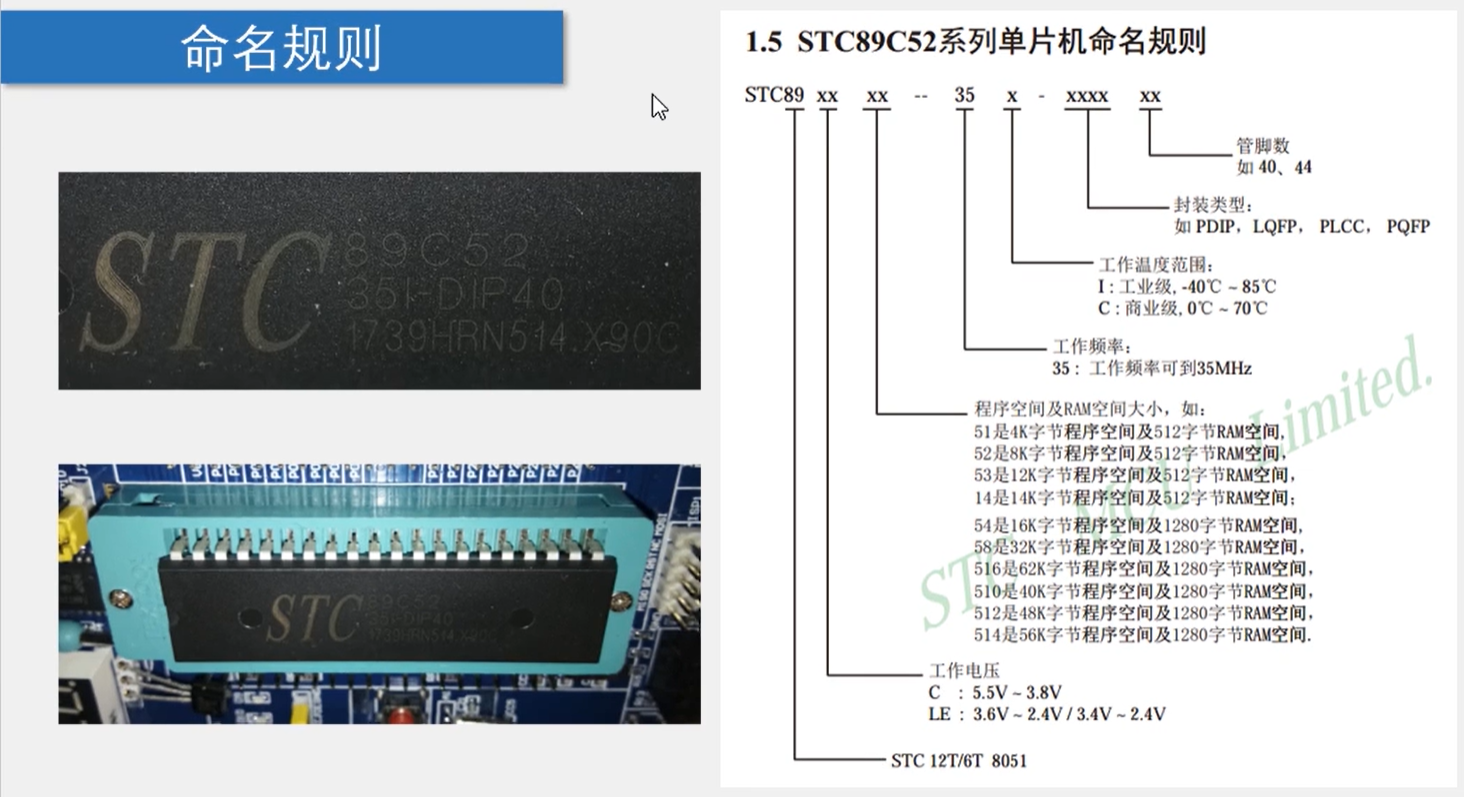 命名规则
STC 89C52
35I-DIP40
1739HRN514.X90C
STC 89C52
35I-DIP40
1739HRN514.X90C
1.5 STC89C52系列单片机命名规则
STC89 xx xx -- 35 x - xxxx xx
管脚数
如 40、44
封装类型：
如 PDIP，LQFP， PLCC， PQFP
工作温度范围：
I : 工业级, -40℃ ~ 85℃
C : 商业级, 0℃ ~ 70℃
工作频率：
35： 工作频率可到35MHz
程序空间及RAM空间大小，如：
51是4K字节程序空间及512字节RAM空间,
52是8K字节程序空间及512字节RAM空间，
53是12K字节程序空间及512字节RAM空间，
14是14K字节程序空间及512字节RAM空间；
54是16K字节程序空间及1280字节RAM空间,
58是32K字节程序空间及1280字节RAM空间，
516是62K字节程序空间及1280字节RAM空间，
510是40K字节程序空间及1280字节RAM空间，
512是48K字节程序空间及1280字节RAM空间，
514是56K字节程序空间及1280字节RAM空间.
工作电压
C : 5.5V ~ 3.8V
LE : 3.6V ~ 2.4V / 3.4V ~ 2.4V
STC 12T/6T 8051
STC MCU Limited.